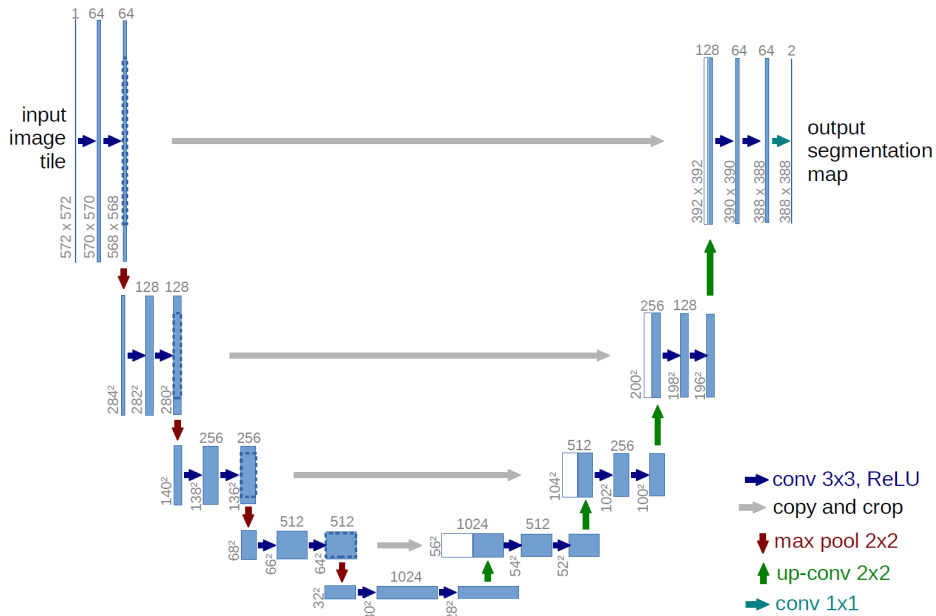 1 64 64
128 64 64 2
input
image
tile
output
segmentation
map
572 x 572
570 x 570
568 x 568
392 x 392
390 x 390
388 x 388
388 x 388
128 128
256 128
284²
282²
280²
200²
198²
196²
256 256
512 256
140²
138²
136²
104²
102²
100²
512 512
1024 512
68²
66²
64²
56²
54²
52²
1024
32²
30²
28²
conv 3x3, ReLU
copy and crop
max pool 2x2
up-conv 2x2
conv 1x1